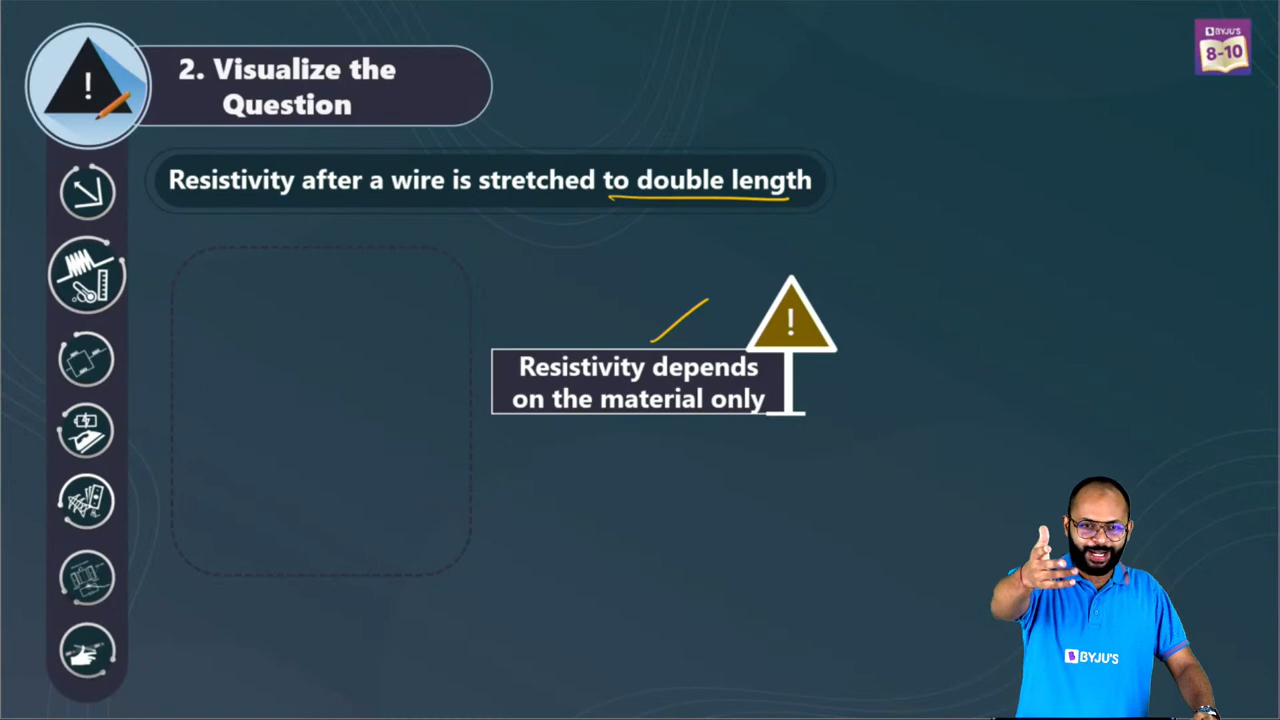 BYJU'S
8-10
2. Visualize the
Question
Resistivity after a wire is stretched to double length
Resistivity depends
on the material only
BYJU'S